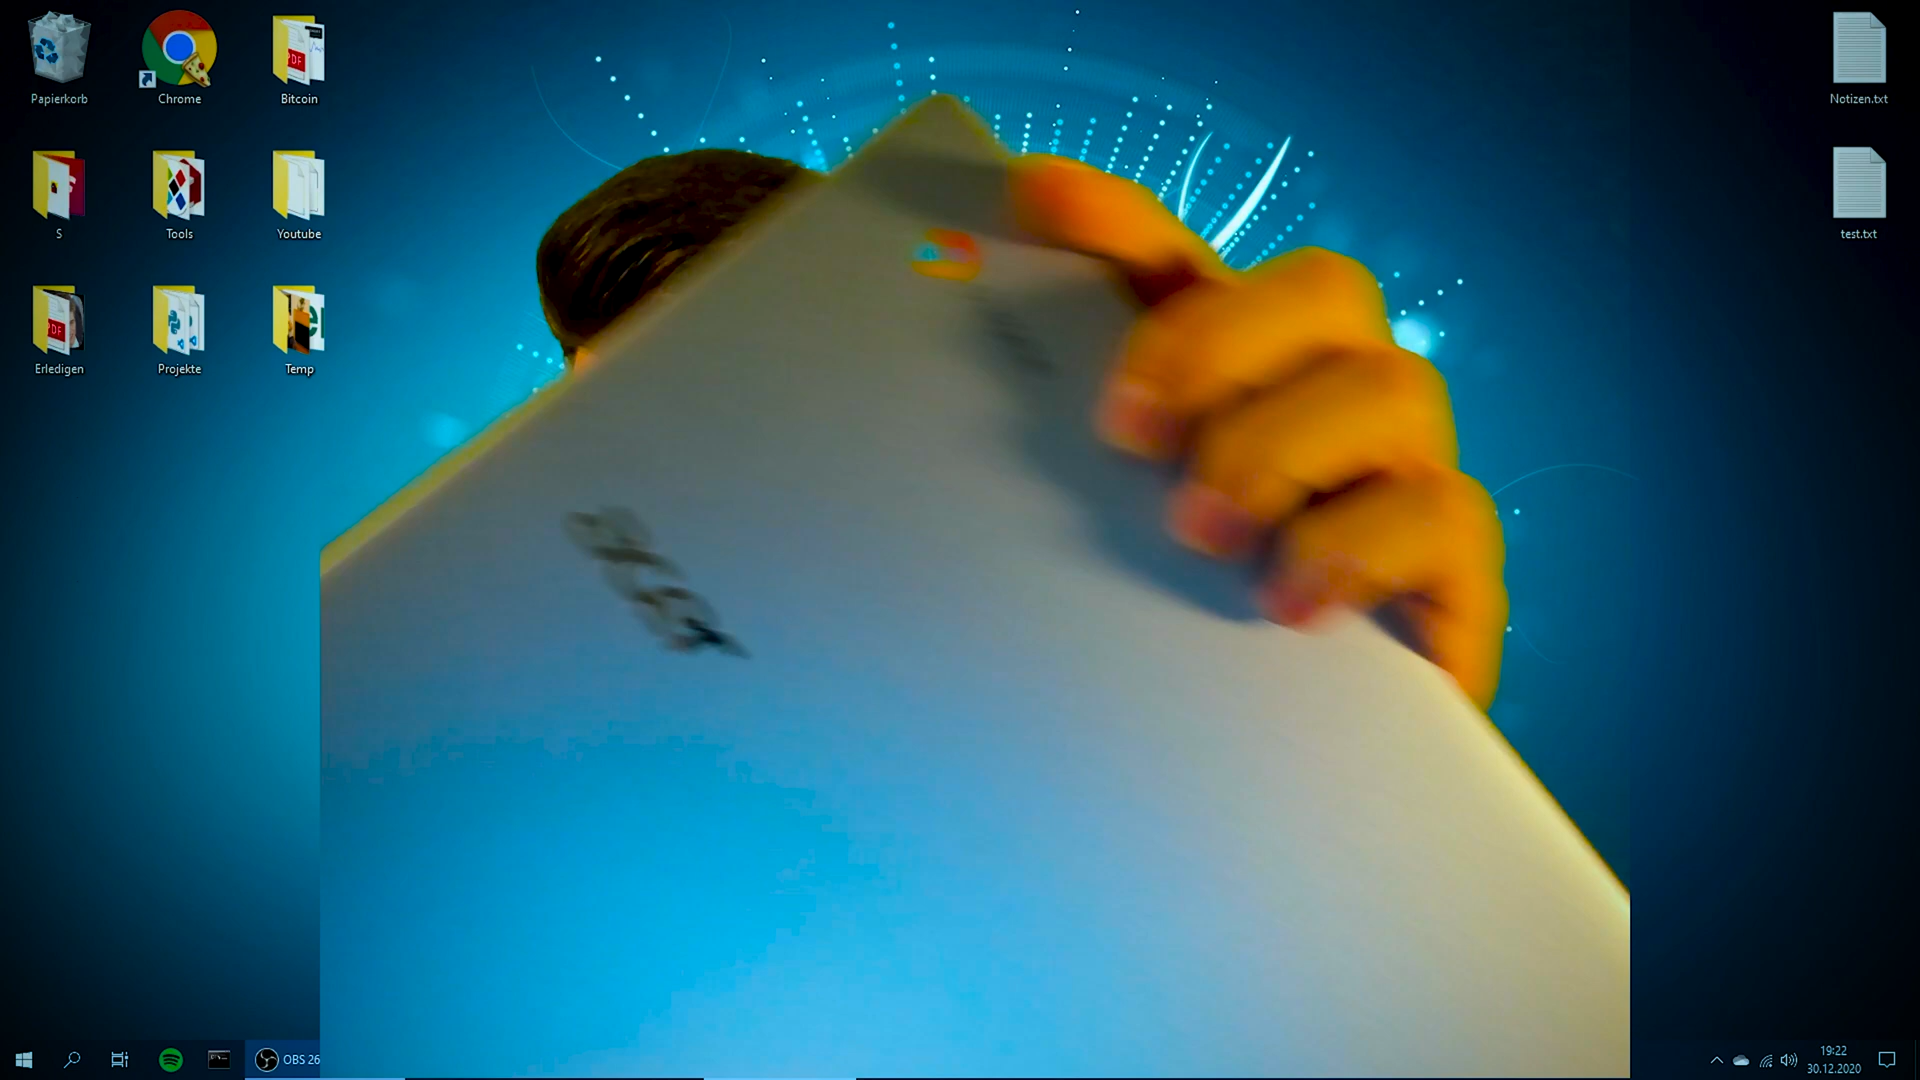 Papierkorb
Chrome
Bitcoin
S
Tools
Youtube
Erledigen
Projekte
Temp
Notizen.txt
test.txt
OBS 26
19:22
30.12.2020